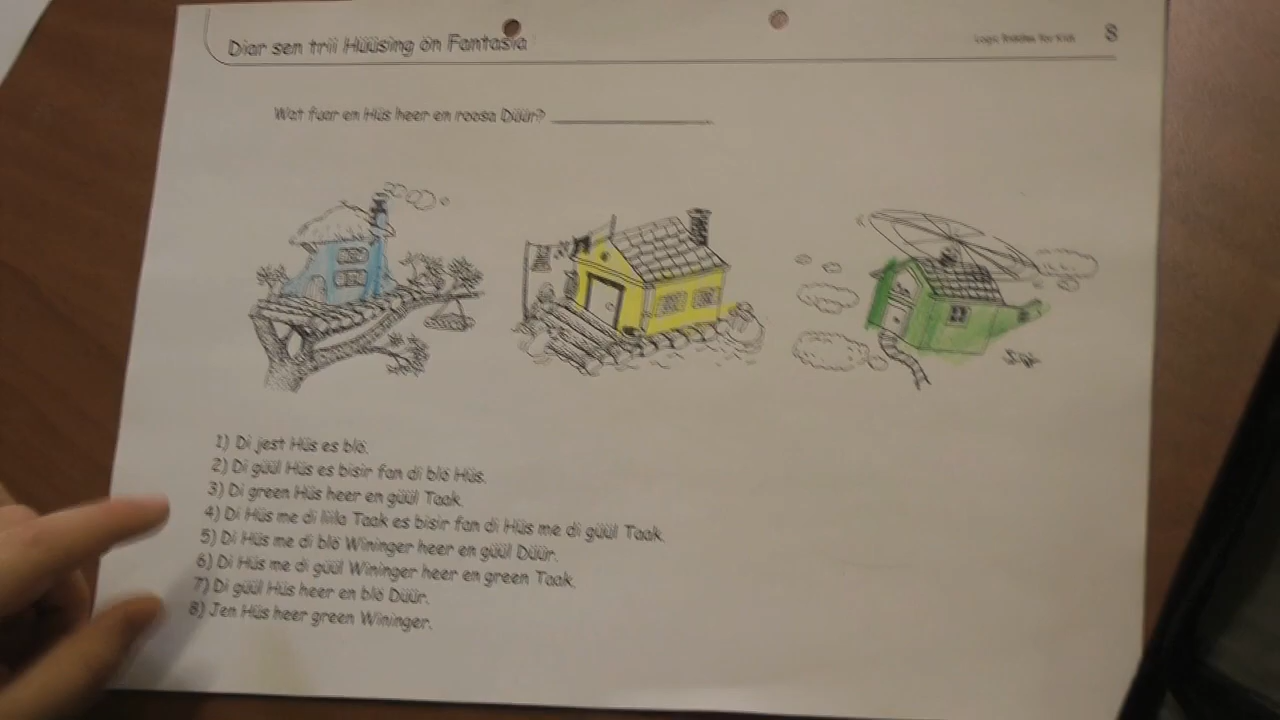 Diar sen trii Hüüsing ön Fantasia
Logic Riddles for Kids 8
Wat fuar en Hüs heer en roosa Düür?
1) Di jest Hüs es blö.
2) Di güül Hüs es bisir fan di blö Hüs.
3) Di green Hüs heer en güül Taak.
4) Di Hüs me di liila Taak es bisir fan di Hüs me di güül Taak.
5) Di Hüs me di blö Wininger heer en güül Düür.
6) Di Hüs me di güül Wininger heer en green Taak.
7) Di güül Hüs heer en blö Düür.
8) Jen Hüs heer green Wininger.